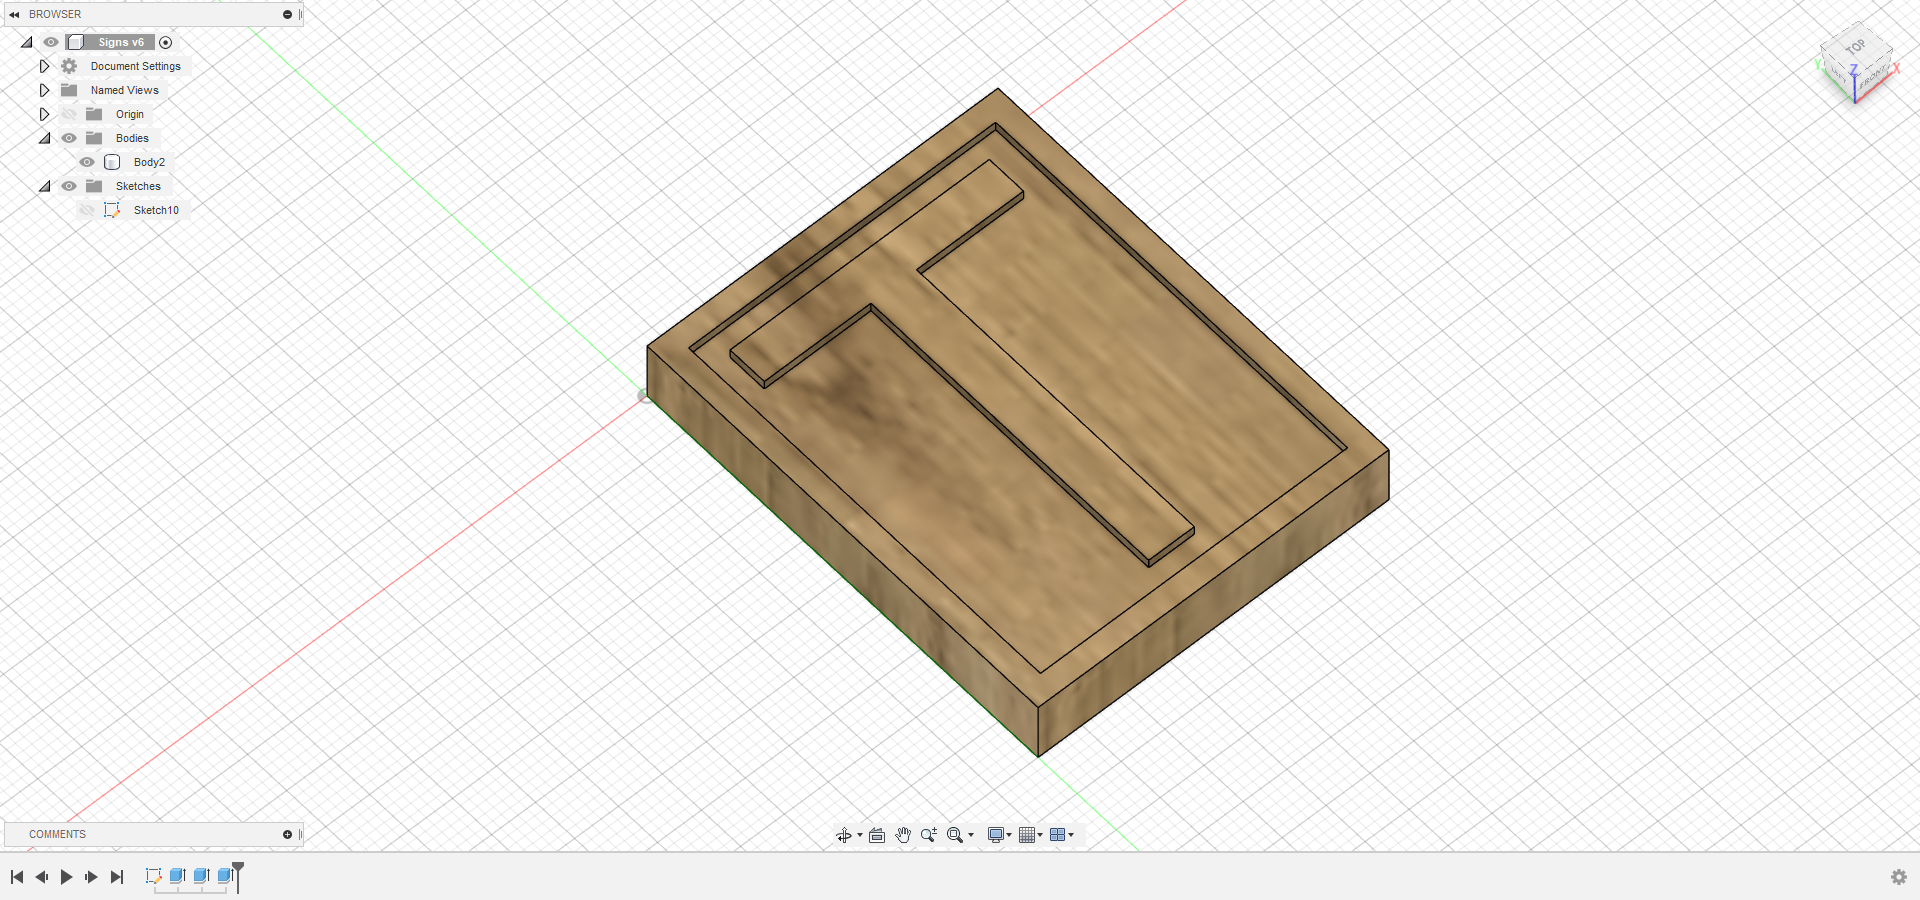 BROWSER
Signs v6
Document Settings
Named Views
Origin
Bodies
Body2
Sketches
Sketch10
T
TOP
LEFT
FRONT
X
Y
Z
COMMENTS